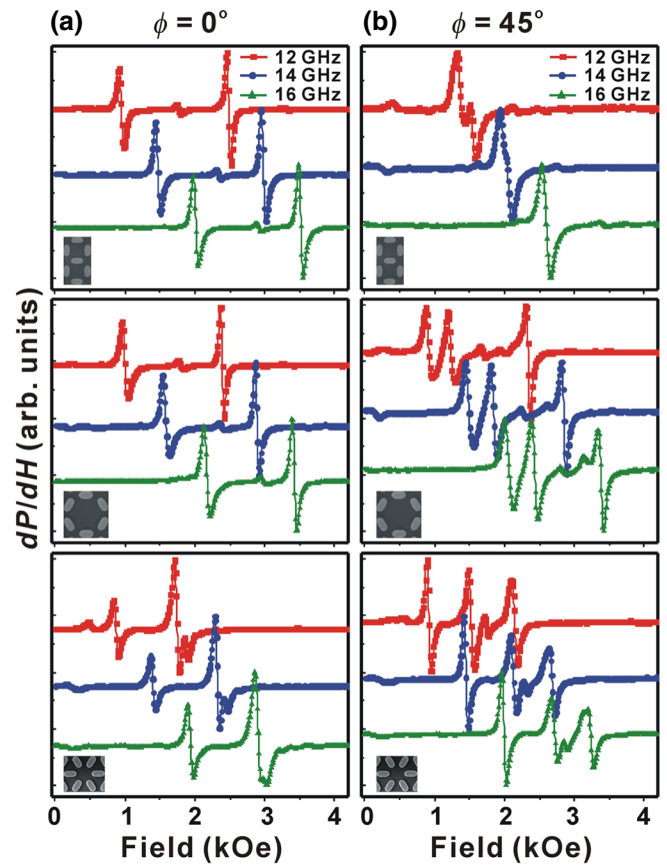 (a) ϕ = 0° (b) ϕ = 45°
12 GHz
14 GHz
16 GHz
12 GHz
14 GHz
16 GHz
dP/dH (arb. units)
0 1 2 3 4 0 1 2 3 4
Field (kOe) Field (kOe)